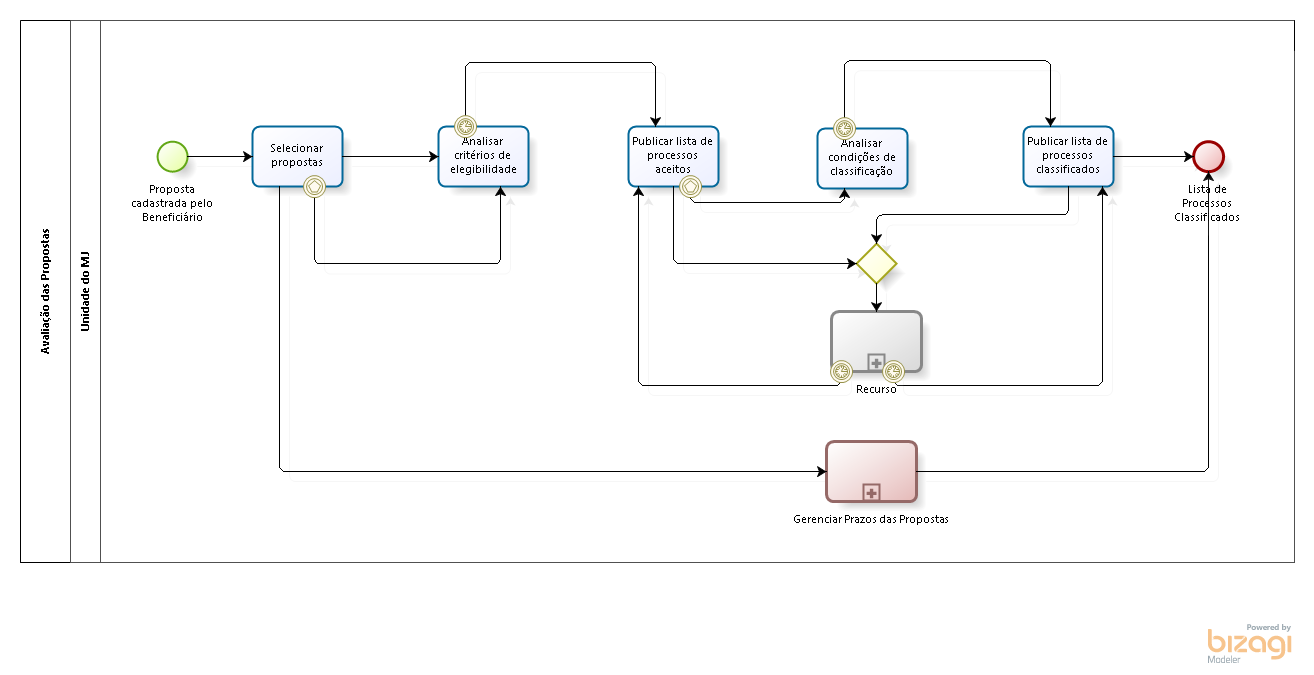 Avaliação das Propostas
Unidade do MJ
Proposta
cadastrada pelo
Beneficiário
Selecionar
propostas
Analisar
critérios de
elegibilidade
Publicar lista de
processos
aceitos
Analisar
condições de
classificação
Publicar lista de
processos
classificados
Lista de
Processos
Classificados
Recurso
Gerenciar Prazos das Propostas
Powered by
bizagi
Modeler